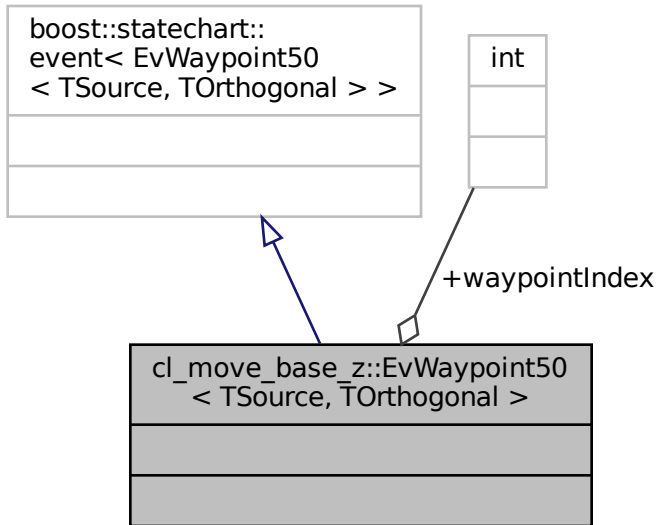 boost::statechart::
event< EvWaypoint50
< TSource, TOrthogonal > >
int
+waypointIndex
cl_move_base_z::EvWaypoint50
< TSource, TOrthogonal >